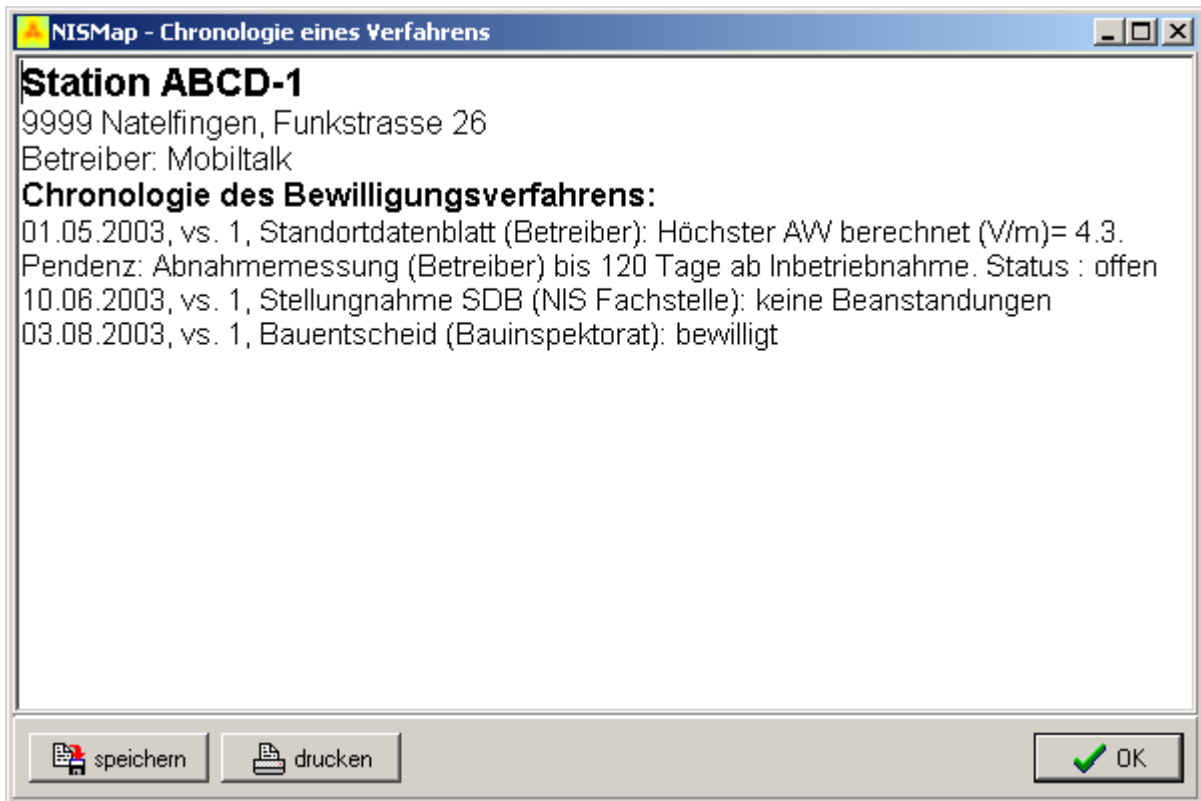 NISMap - Chronologie eines Verfahrens
Station ABCD-1
9999 Natelfingen, Funkstrasse 26
Betreiber: Mobiltalk
Chronologie des Bewilligungsverfahrens:
01.05.2003, vs. 1, Standortdatenblatt (Betreiber): Höchster AW berechnet (V/m)= 4.3.
Pendenz: Abnahmemessung (Betreiber) bis 120 Tage ab Inbetriebnahme. Status : offen
10.06.2003, vs. 1, Stellungnahme SDB (NIS Fachstelle): keine Beanstandungen
03.08.2003, vs. 1, Bauentscheid (Bauinspektorat): bewilligt
speichern drucken OK